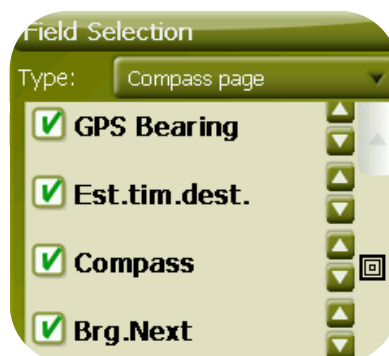 Field Selection
Type: Compass page
GPS Bearing
Est.tim.dest.
Compass
Brg.Next